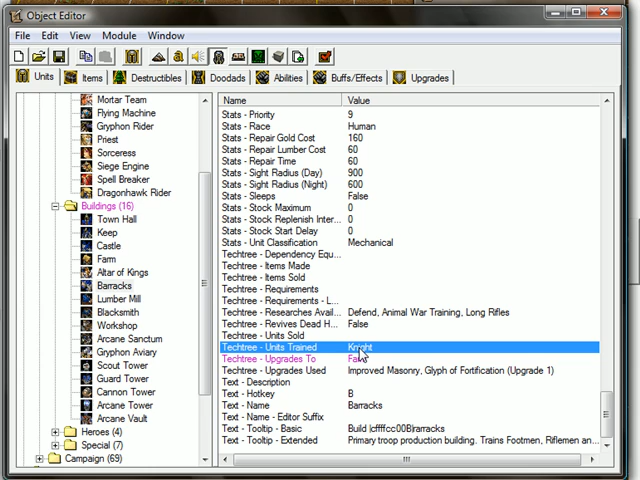 Object Editor
File Edit View Module Window
Units Items Destructibles Doodads Abilities Buffs/Effects Upgrades
Mortar Team
Flying Machine
Gryphon Rider
Priest
Sorceress
Siege Engine
Spell Breaker
Dragonhawk Rider
Buildings (16)
Town Hall
Keep
Castle
Farm
Altar of Kings
Barracks
Lumber Mill
Blacksmith
Workshop
Arcane Sanctum
Gryphon Aviary
Scout Tower
Guard Tower
Cannon Tower
Arcane Tower
Arcane Vault
Heroes (4)
Special (7)
Campaign (69)
Name Value
Stats - Priority 9
Stats - Race Human
Stats - Repair Gold Cost 160
Stats - Repair Lumber Cost 60
Stats - Repair Time 60
Stats - Sight Radius (Day) 900
Stats - Sight Radius (Night) 600
Stats - Sleeps False
Stats - Stock Maximum 0
Stats - Stock Replenish Inter... 0
Stats - Stock Start Delay 0
Stats - Unit Classification Mechanical
Techtree - Dependency Equ...
Techtree - Items Made
Techtree - Items Sold
Techtree - Requirements
Techtree - Requirements - L...
Techtree - Researches Avail... Defend, Animal War Training, Long Rifles
Techtree - Revives Dead H... False
Techtree - Units Sold
Techtree - Units Trained Knight
Techtree - Upgrades To
Techtree - Upgrades Used Improved Masonry, Glyph of Fortification (Upgrade 1)
Text - Description
Text - Hotkey B
Text - Name Barracks
Text - Name - Editor Suffix
Text - Tooltip - Basic Build |cffffcc00B|rarracks
Text - Tooltip - Extended Primary troop production building. Trains Footmen, Riflemen an...